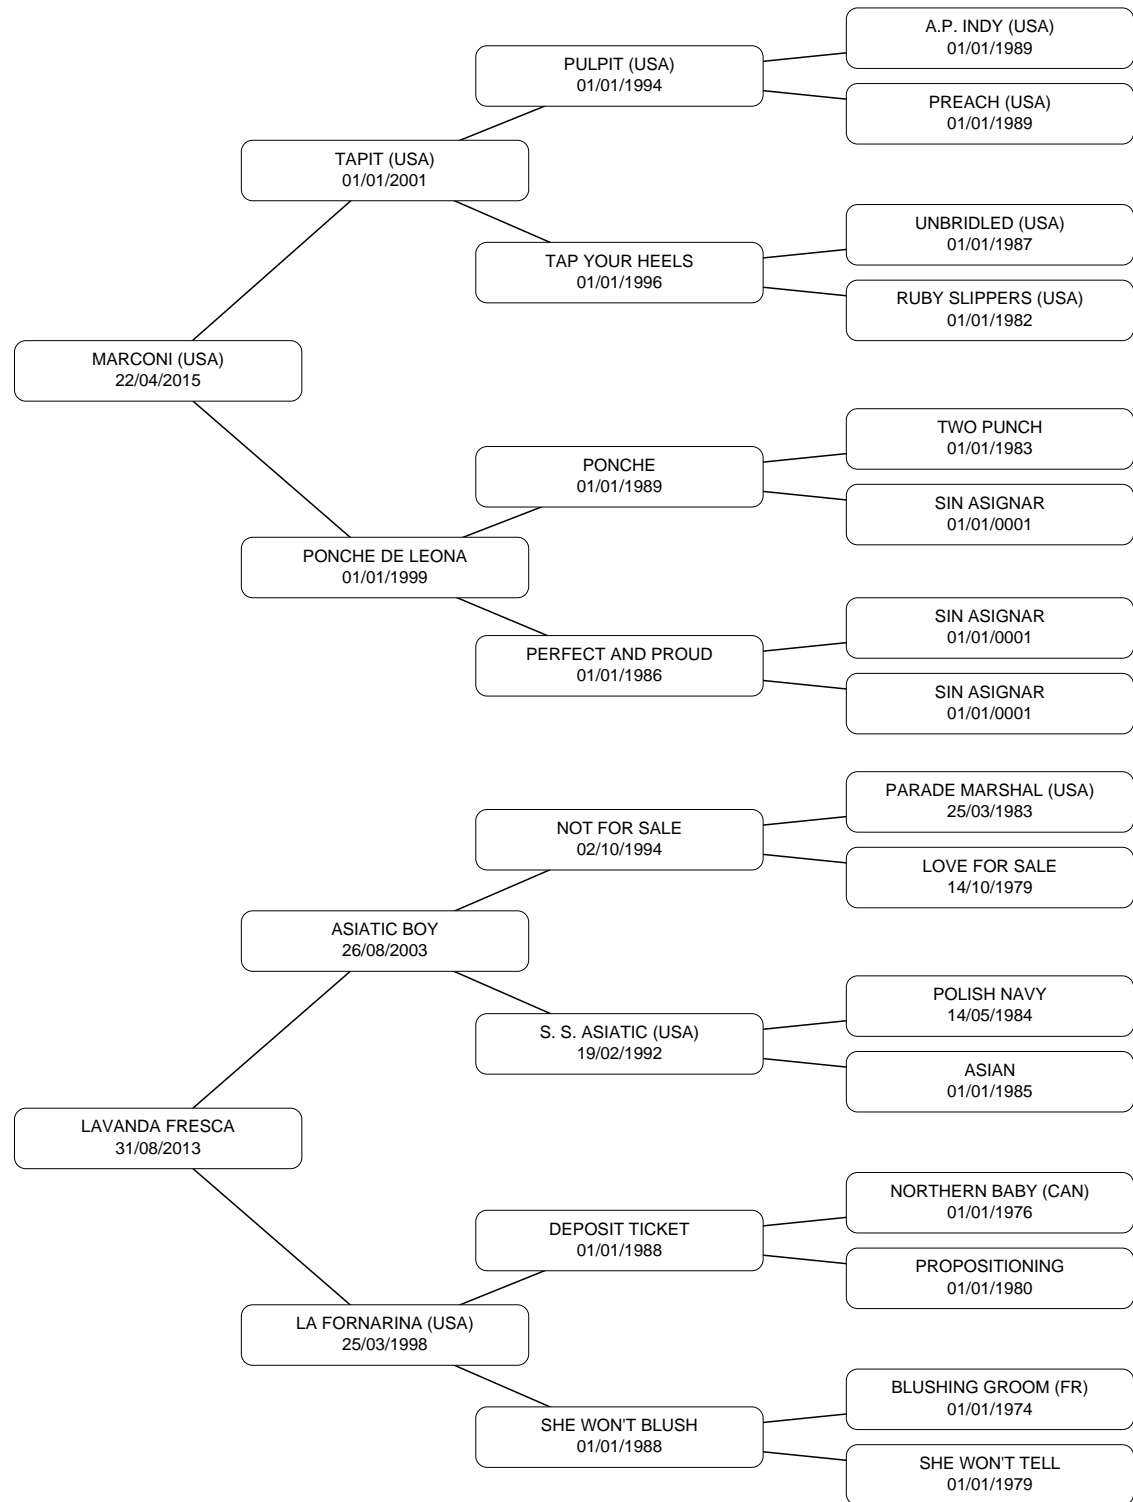 A.P. INDY (USA)
01/01/1989
PULPIT (USA)
01/01/1994
PREACH (USA)
01/01/1989
TAPIT (USA)
01/01/2001
UNBRIDLED (USA)
01/01/1987
TAP YOUR HEELS
01/01/1996
RUBY SLIPPERS (USA)
01/01/1982
MARCONI (USA)
22/04/2015
TWO PUNCH
01/01/1983
PONCHE
01/01/1989
SIN ASIGNAR
01/01/0001
PONCHE DE LEONA
01/01/1999
SIN ASIGNAR
01/01/0001
PERFECT AND PROUD
01/01/1986
SIN ASIGNAR
01/01/0001
PARADE MARSHAL (USA)
25/03/1983
NOT FOR SALE
02/10/1994
LOVE FOR SALE
14/10/1979
ASIATIC BOY
26/08/2003
POLISH NAVY
14/05/1984
S. S. ASIATIC (USA)
19/02/1992
ASIAN
01/01/1985
LAVANDA FRESCA
31/08/2013
NORTHERN BABY (CAN)
01/01/1976
DEPOSIT TICKET
01/01/1988
PROPOSITIONING
01/01/1980
LA FORNARINA (USA)
25/03/1998
BLUSHING GROOM (FR)
01/01/1974
SHE WON'T BLUSH
01/01/1988
SHE WON'T TELL
01/01/1979